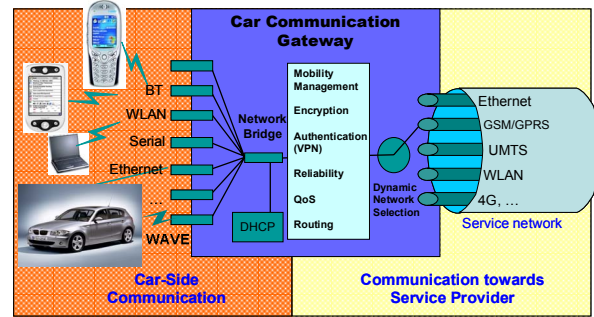 Car Communication
Gateway
BT
WLAN
Serial
Ethernet
...
WAVE
Network
Bridge
DHCP
Mobility
Management
Encryption
Authentication
(VPN)
Reliability
QoS
Routing
Dynamic
Network
Selection
Ethernet
GSM/GPRS
UMTS
WLAN
4G, ...
Service network
Car-Side
Communication
Communication towards
Service Provider